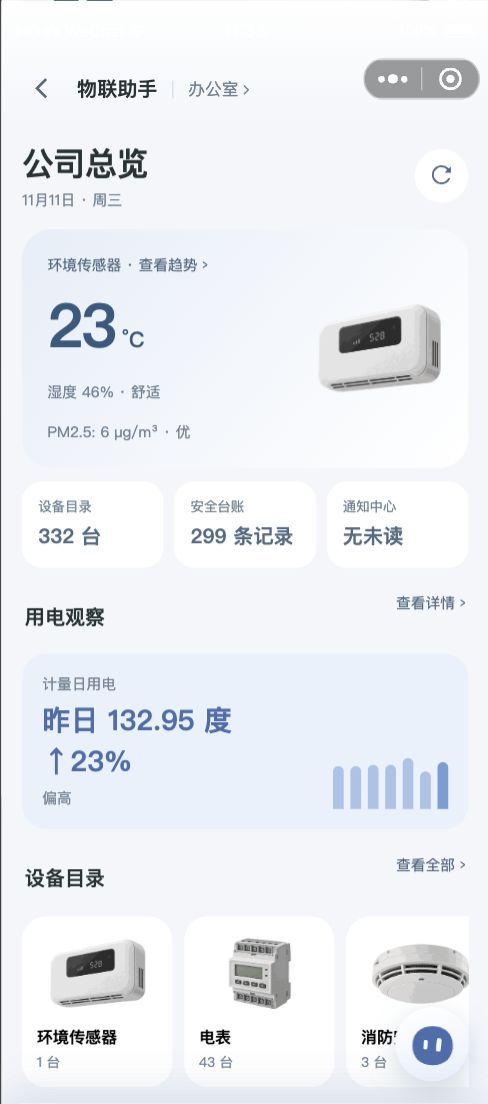 物联助手 办公室 >
公司总览
11月11日 · 周三
环境传感器 · 查看趋势 >
23 °C
湿度 46% · 舒适
PM2.5: 6 μg/m³ · 优
设备目录
332 台
安全台账
299 条记录
通知中心
无未读
用电观察
查看详情 >
计量日用电
昨日 132.95 度
↑23%
偏高
设备目录
查看全部 >
环境传感器
1 台
电表
43 台
消防
3 台